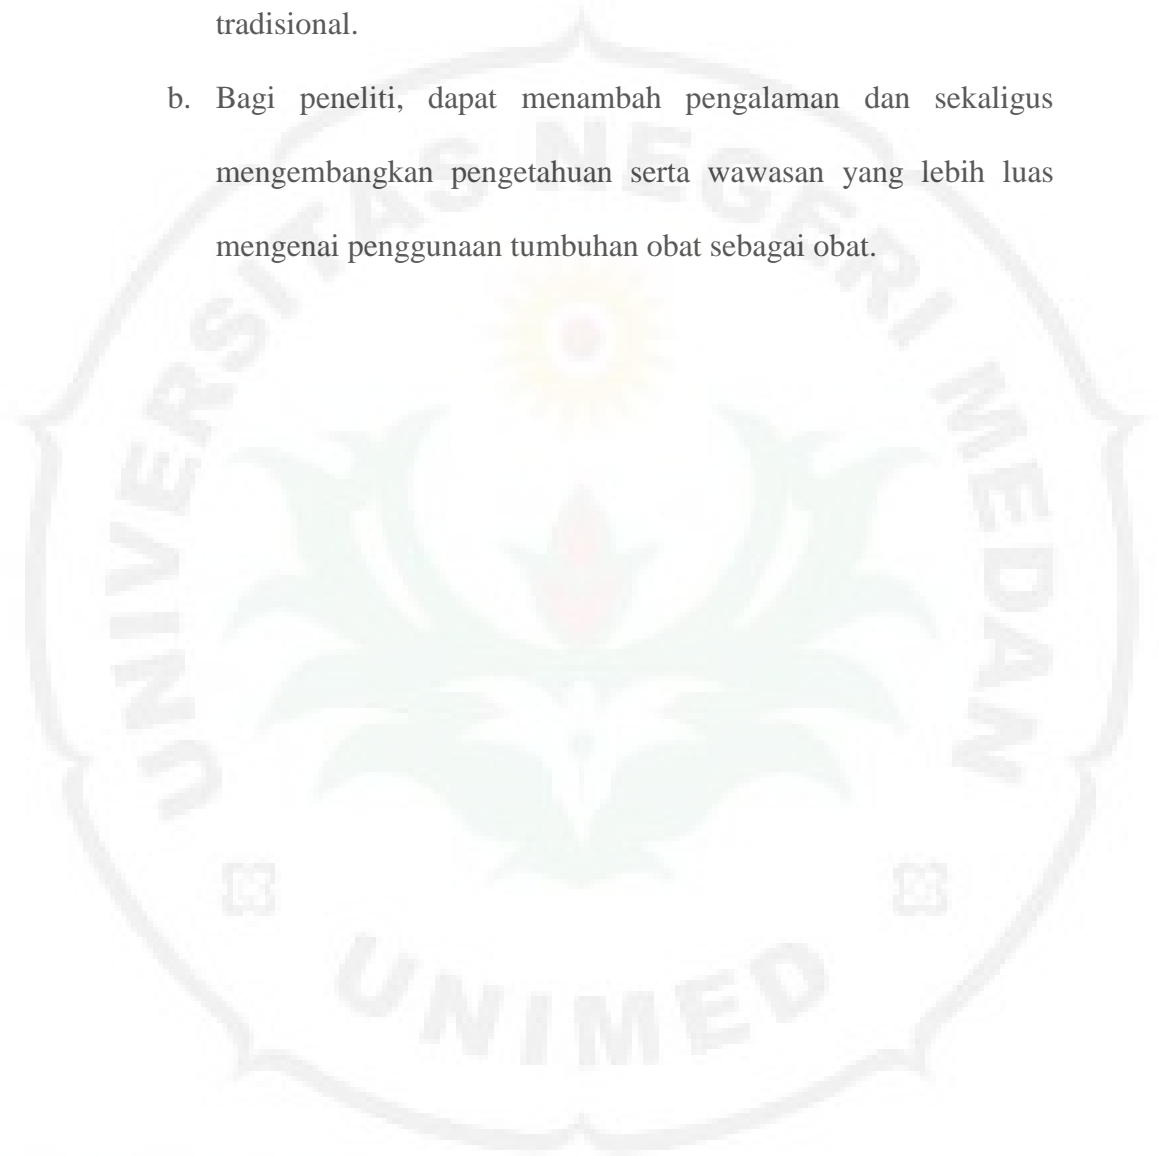 tradisional.
b. Bagi peneliti, dapat menambah pengalaman dan sekaligus
mengembangkan pengetahuan serta wawasan yang lebih luas
mengenai penggunaan tumbuhan obat sebagai obat.
UNIVERSITAS NEGERI MEDAN
UNIMED